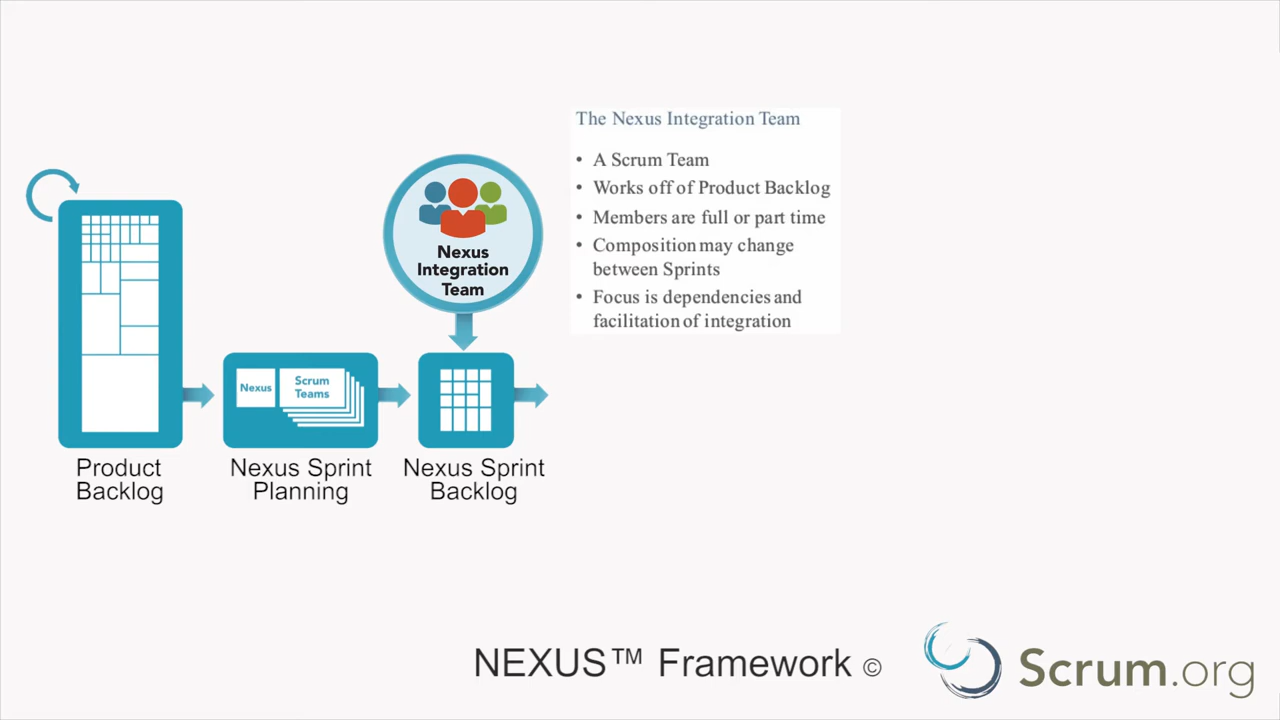 The Nexus Integration Team
• A Scrum Team
• Works off of Product Backlog
• Members are full or part time
• Composition may change
between Sprints
• Focus is dependencies and
facilitation of integration
Nexus
Integration
Team
Nexus
Scrum
Teams
Product
Backlog
Nexus Sprint
Planning
Nexus Sprint
Backlog
NEXUS™ Framework ©
Scrum.org